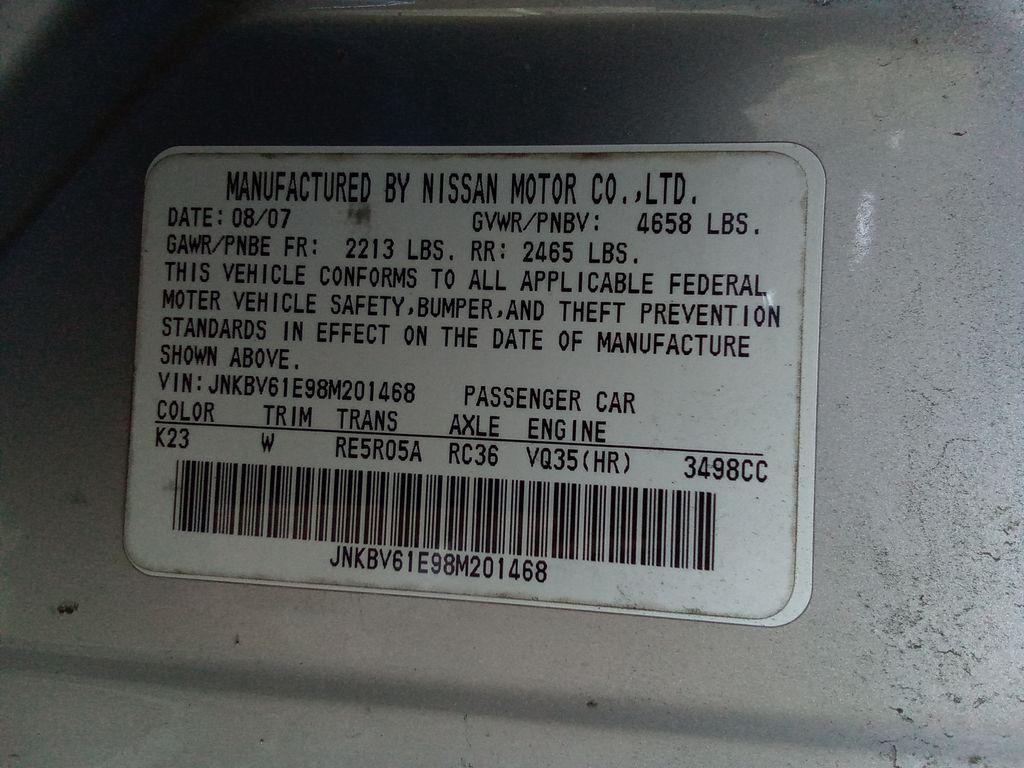 MANUFACTURED BY NISSAN MOTOR CO.,LTD.
DATE: 08/07 GVWR/PNBV: 4658 LBS.
GAWR/PNBE FR: 2213 LBS. RR: 2465 LBS.
THIS VEHICLE CONFORMS TO ALL APPLICABLE FEDERAL
MOTER VEHICLE SAFETY,BUMPER,AND THEFT PREVENTION
STANDARDS IN EFFECT ON THE DATE OF MANUFACTURE
SHOWN ABOVE.
VIN: JNKBV61E98M201468 PASSENGER CAR
COLOR TRIM TRANS AXLE ENGINE
K23 W RE5R05A RC36 VQ35(HR) 3498CC
JNKBV61E98M201468